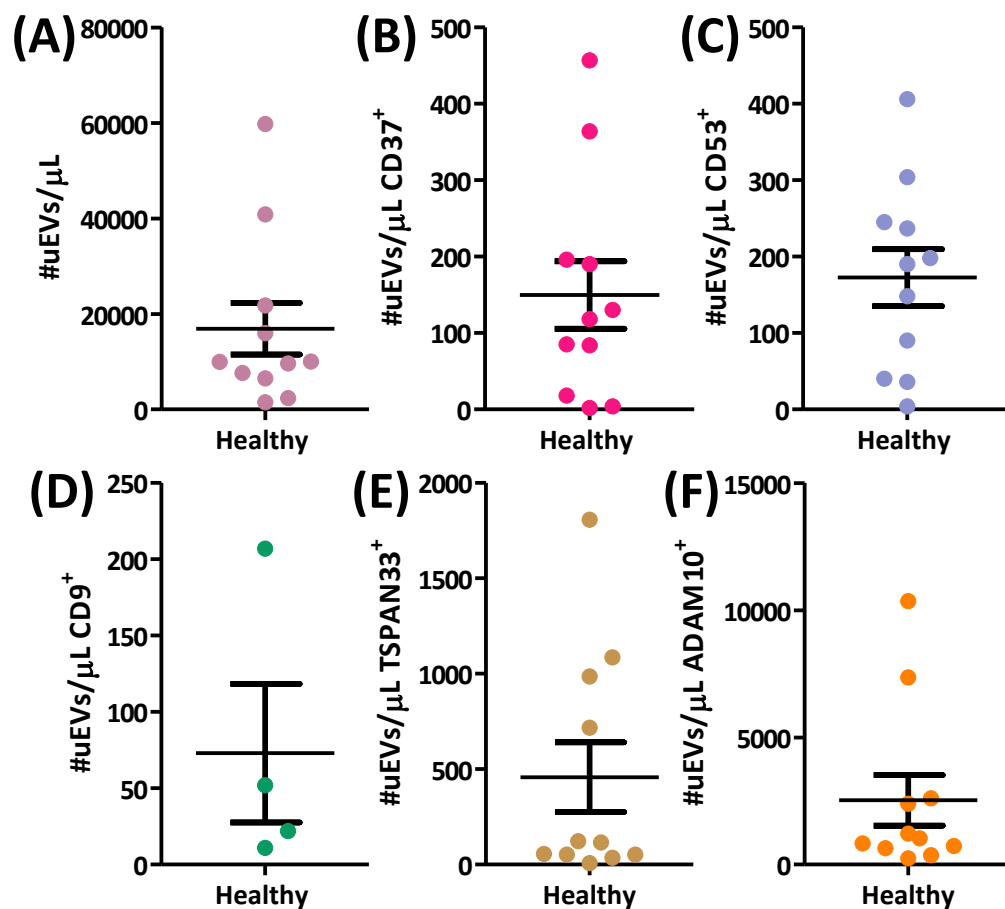 (A)
#uEVs/μL
80000
60000
40000
20000
0
Healthy
(B)
#uEVs/μL CD37⁺
500
400
300
200
100
0
Healthy
(C)
#uEVs/μL CD53⁺
500
400
300
200
100
0
Healthy
(D)
#uEVs/μL CD9⁺
250
200
150
100
50
0
Healthy
(E)
#uEVs/μL TSPAN33⁺
2000
1500
1000
500
0
Healthy
(F)
#uEVs/μL ADAM10⁺
15000
10000
5000
0
Healthy